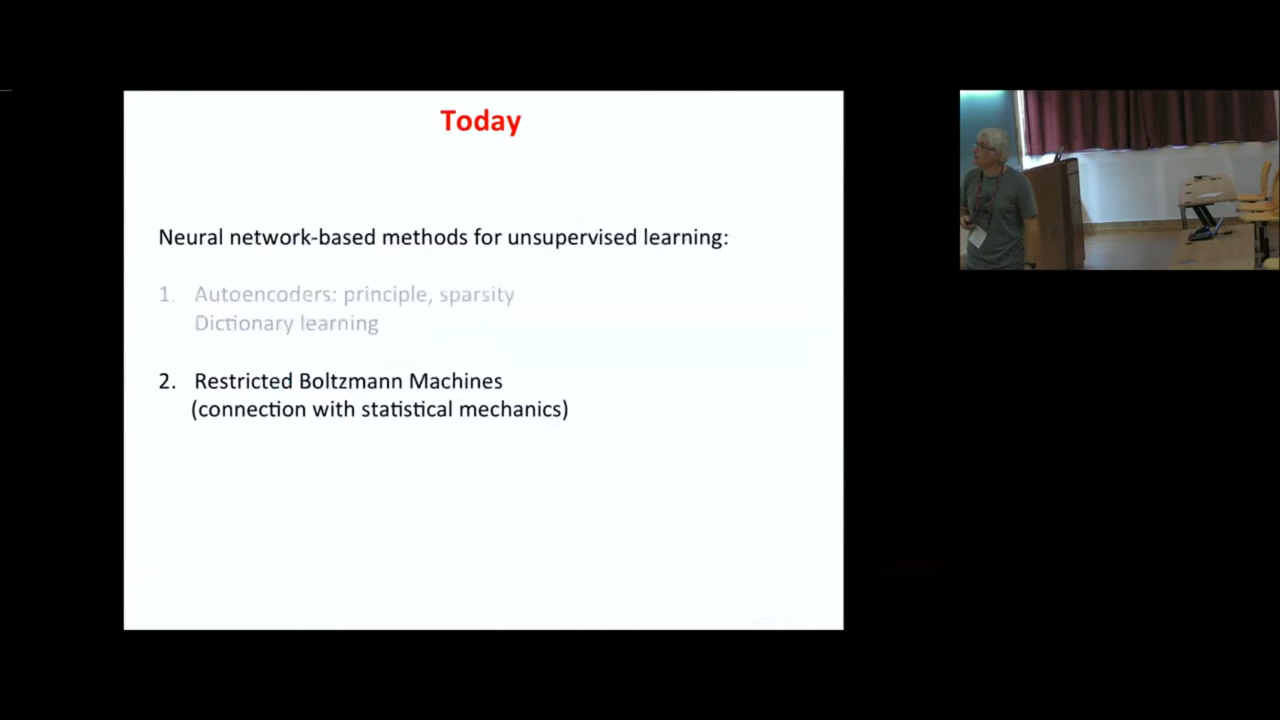 Today
Neural network-based methods for unsupervised learning:
1. Autoencoders: principle, sparsity
Dictionary learning
2. Restricted Boltzmann Machines
(connection with statistical mechanics)